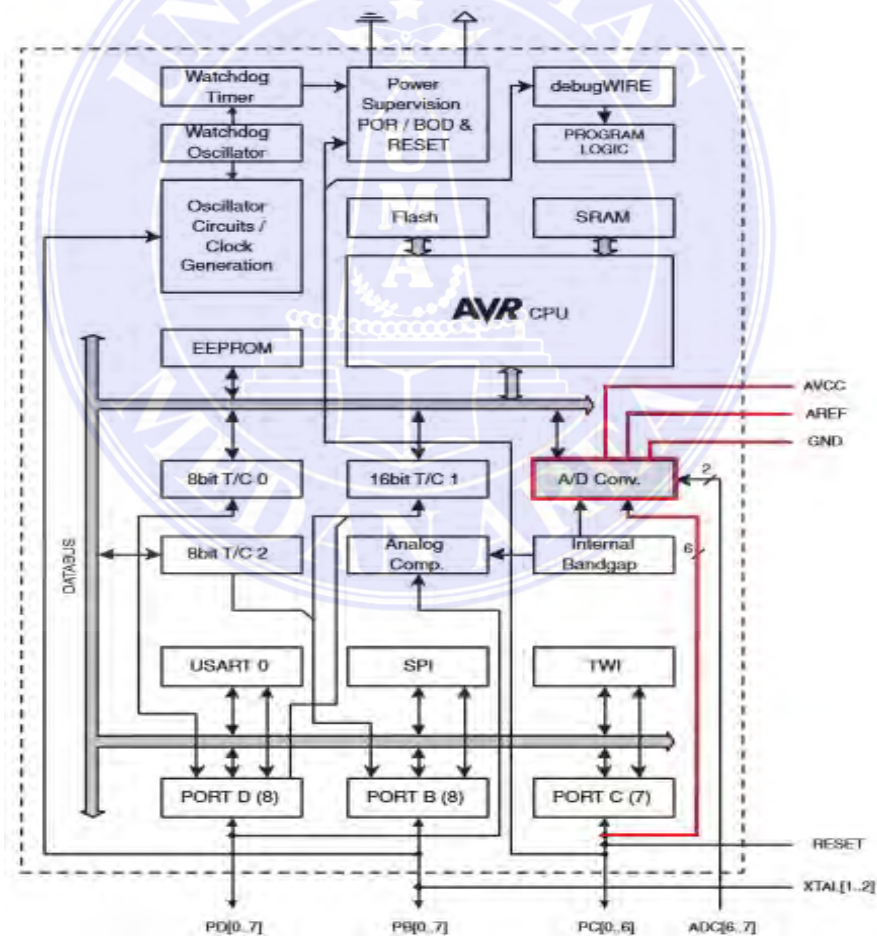 Watchdog
Timer
Power
Supervision
POR / BOD &
RESET
debugWIRE
Watchdog
Oscillator
PROGRAM
LOGIC
Oscillator
Circuits /
Clock
Generation
Flash
SRAM
AVR CPU
EEPROM
AVCC
AREF
GND
8bit T/C 0
16bit T/C 1
A/D Conv.
2
8bit T/C 2
Analog
Comp.
Internal
Bandgap
6
DATABUS
USART 0
SPI
TWI
PORT D (8)
PORT B (8)
PORT C (7)
RESET
XTAL[1..2]
PD[0..7]
PB[0..7]
PC[0..6]
ADC[6..7]
UMA
MEDAN AREA